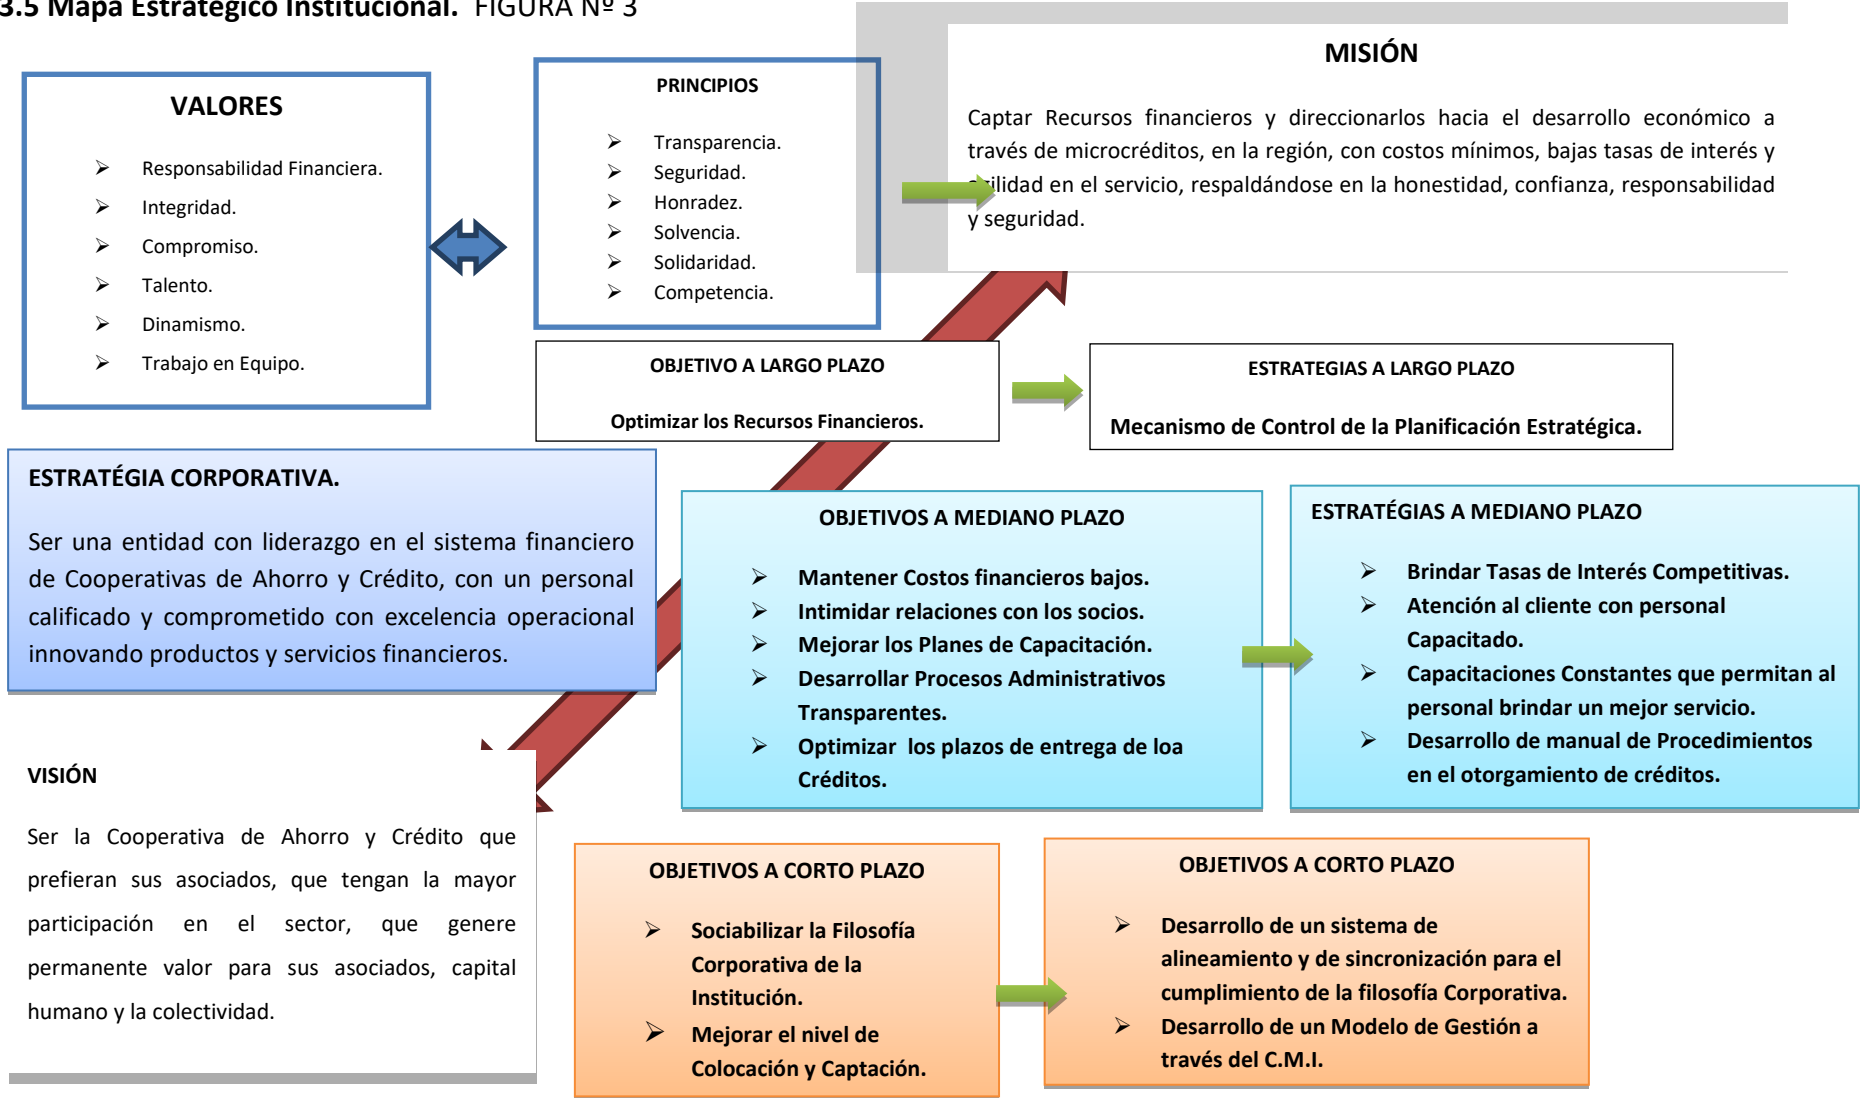 3.5 Mapa Estratégico Institucional. FIGURA Nº 3
VALORES
➢ Responsabilidad Financiera.
➢ Integridad.
➢ Compromiso.
➢ Talento.
➢ Dinamismo.
➢ Trabajo en Equipo.
PRINCIPIOS
➢ Transparencia.
➢ Seguridad.
➢ Honradez.
➢ Solvencia.
➢ Solidaridad.
➢ Competencia.
MISIÓN
Captar Recursos financieros y direccionarlos hacia el desarrollo económico a
través de microcréditos, en la región, con costos mínimos, bajas tasas de interés y
agilidad en el servicio, respaldándose en la honestidad, confianza, responsabilidad
y seguridad.
OBJETIVO A LARGO PLAZO
Optimizar los Recursos Financieros.
ESTRATEGIAS A LARGO PLAZO
Mecanismo de Control de la Planificación Estratégica.
ESTRATÉGIA CORPORATIVA.
Ser una entidad con liderazgo en el sistema financiero
de Cooperativas de Ahorro y Crédito, con un personal
calificado y comprometido con excelencia operacional
innovando productos y servicios financieros.
OBJETIVOS A MEDIANO PLAZO
➢ Mantener Costos financieros bajos.
➢ Intimidar relaciones con los socios.
➢ Mejorar los Planes de Capacitación.
➢ Desarrollar Procesos Administrativos
Transparentes.
➢ Optimizar los plazos de entrega de loa
Créditos.
ESTRATÉGIAS A MEDIANO PLAZO
➢ Brindar Tasas de Interés Competitivas.
➢ Atención al cliente con personal
Capacitado.
➢ Capacitaciones Constantes que permitan al
personal brindar un mejor servicio.
➢ Desarrollo de manual de Procedimientos
en el otorgamiento de créditos.
VISIÓN
Ser la Cooperativa de Ahorro y Crédito que
prefieran sus asociados, que tengan la mayor
participación en el sector, que genere
permanente valor para sus asociados, capital
humano y la colectividad.
OBJETIVOS A CORTO PLAZO
➢ Sociabilizar la Filosofía
Corporativa de la
Institución.
➢ Mejorar el nivel de
Colocación y Captación.
OBJETIVOS A CORTO PLAZO
➢ Desarrollo de un sistema de
alineamiento y de sincronización para el
cumplimiento de la filosofía Corporativa.
➢ Desarrollo de un Modelo de Gestión a
través del C.M.I.